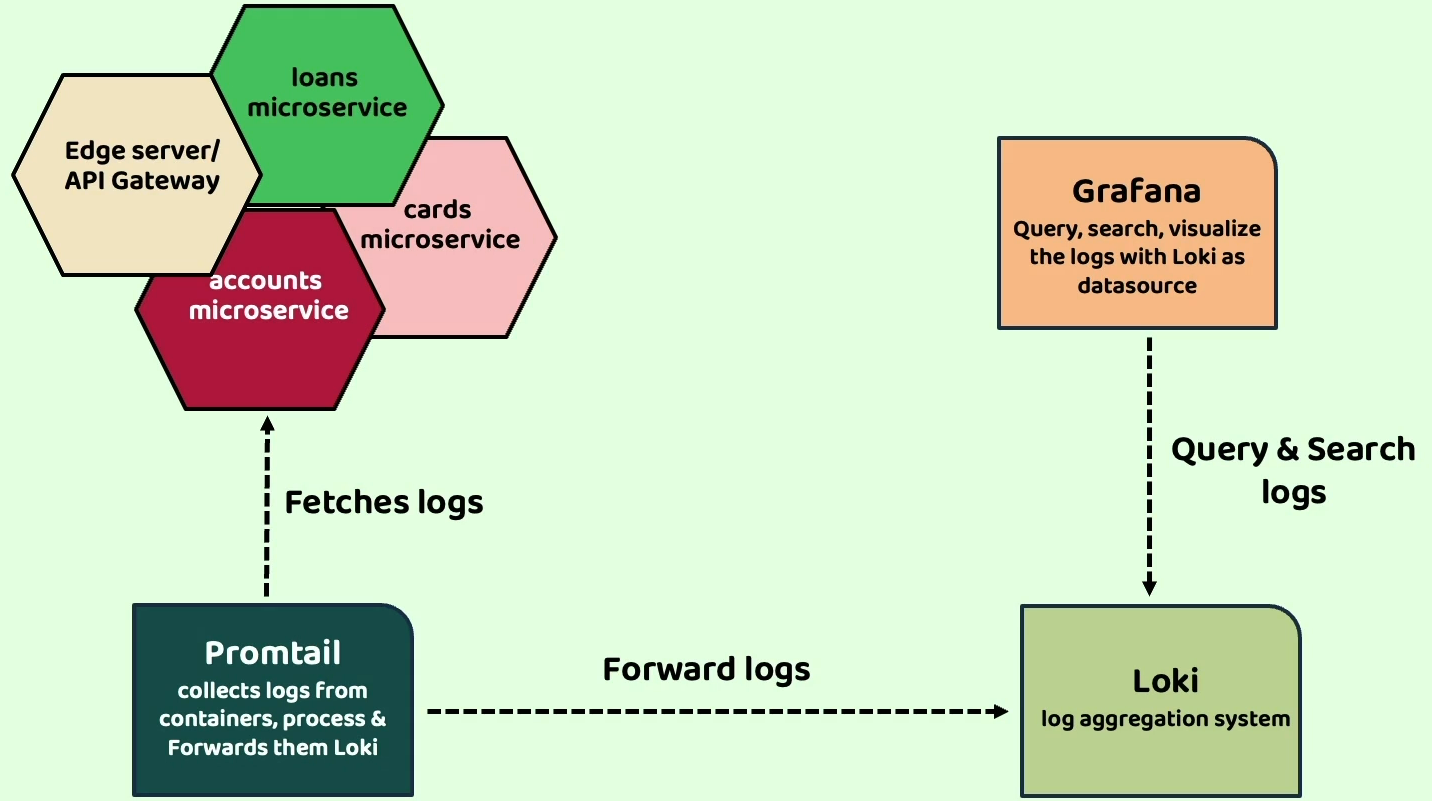 loans
microservice
Edge server/
API Gateway
cards
microservice
accounts
microservice
Grafana
Query, search, visualize
the logs with Loki as
datasource
Fetches logs
Query & Search
logs
Promtail
collects logs from
containers, process &
Forwards them Loki
Forward logs
Loki
log aggregation system